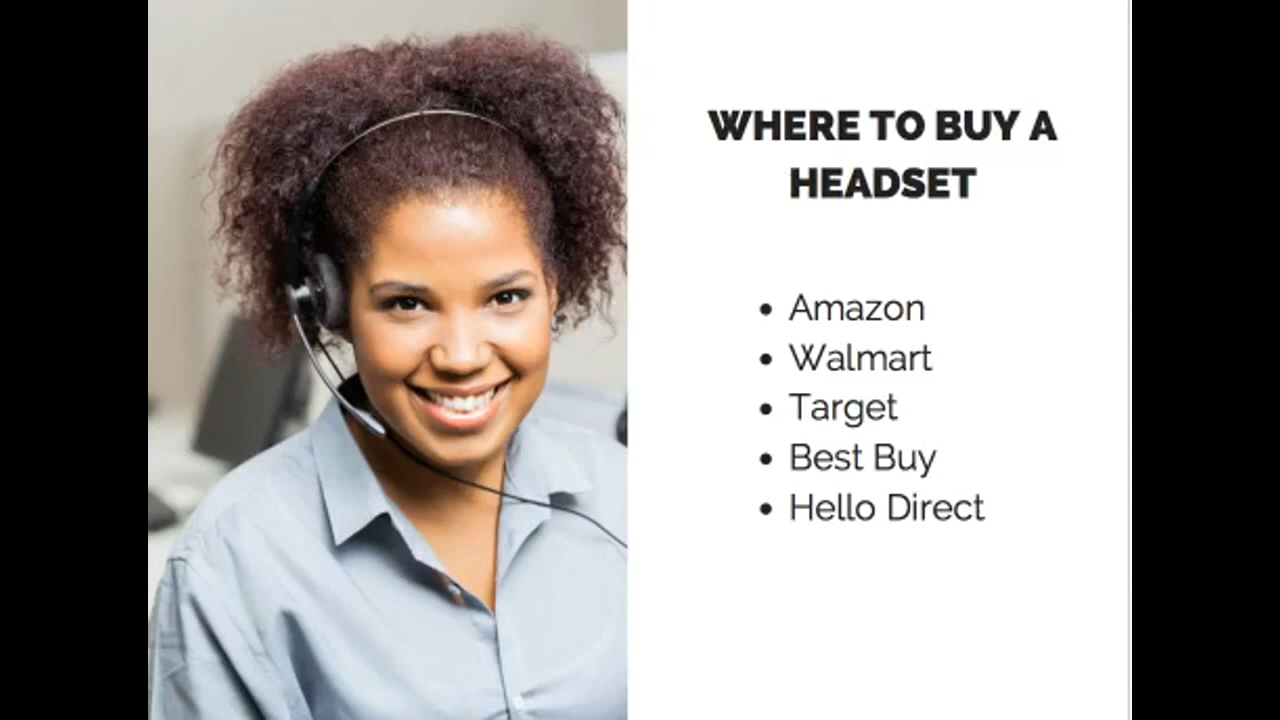 WHERE TO BUY A
HEADSET
• Amazon
• Walmart
• Target
• Best Buy
• Hello Direct